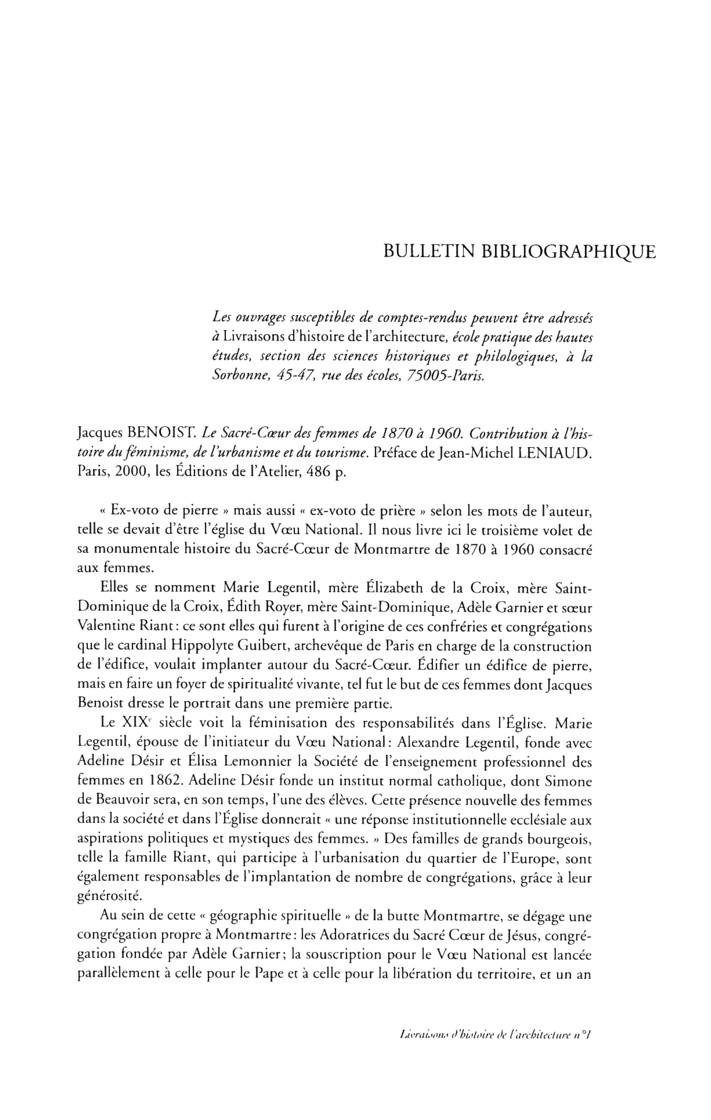 BULLETIN BIBLIOGRAPHIQUE
Les ouvrages susceptibles de comptes-rendus peuvent être adressés
à Livraisons d'histoire de l'architecture, école pratique des hautes
études, section des sciences historiques et philologiques, à la
Sorbonne, 45-47, rue des écoles, 75005-Paris.
Jacques BENOIST. Le Sacré-Cœur des femmes de 1870 à 1960. Contribution à l'his-
toire du féminisme, de l'urbanisme et du tourisme. Préface de Jean-Michel LENIAUD.
Paris, 2000, les Éditions de l'Atelier, 486 p.
« Ex-voto de pierre » mais aussi « ex-voto de prière » selon les mots de l'auteur,
telle se devait d'être l'église du Vœu National. Il nous livre ici le troisième volet de
sa monumentale histoire du Sacré-Cœur de Montmartre de 1870 à 1960 consacré
aux femmes.
Elles se nomment Marie Legentil, mère Élizabeth de la Croix, mère Saint-
Dominique de la Croix, Édith Royer, mère Saint-Dominique, Adèle Garnier et sœur
Valentine Riant : ce sont elles qui furent à l'origine de ces confréries et congrégations
que le cardinal Hippolyte Guibert, archevêque de Paris en charge de la construction
de l'édifice, voulait implanter autour du Sacré-Cœur. Édifier un édifice de pierre,
mais en faire un foyer de spiritualité vivante, tel fut le but de ces femmes dont Jacques
Benoist dresse le portrait dans une première partie.
Le XIXe siècle voit la féminisation des responsabilités dans l'Église. Marie
Legentil, épouse de l'initiateur du Vœu National : Alexandre Legentil, fonde avec
Adeline Désir et Élisa Lemonnier la Société de l'enseignement professionnel des
femmes en 1862. Adeline Désir fonde un institut normal catholique, dont Simone
de Beauvoir sera, en son temps, l'une des élèves. Cette présence nouvelle des femmes
dans la société et dans l'Église donnerait « une réponse institutionnelle ecclésiale aux
aspirations politiques et mystiques des femmes. » Des familles de grands bourgeois,
telle la famille Riant, qui participe à l'urbanisation du quartier de l'Europe, sont
également responsables de l'implantation de nombre de congrégations, grâce à leur
générosité.
Au sein de cette « géographie spirituelle » de la butte Montmartre, se dégage une
congrégation propre à Montmartre : les Adoratrices du Sacré Cœur de Jésus, congré-
gation fondée par Adèle Garnier ; la souscription pour le Vœu National est lancée
parallèlement à celle pour le Pape et à celle pour la libération du territoire, et un an
Livraisons d'histoire de l'architecture n°1